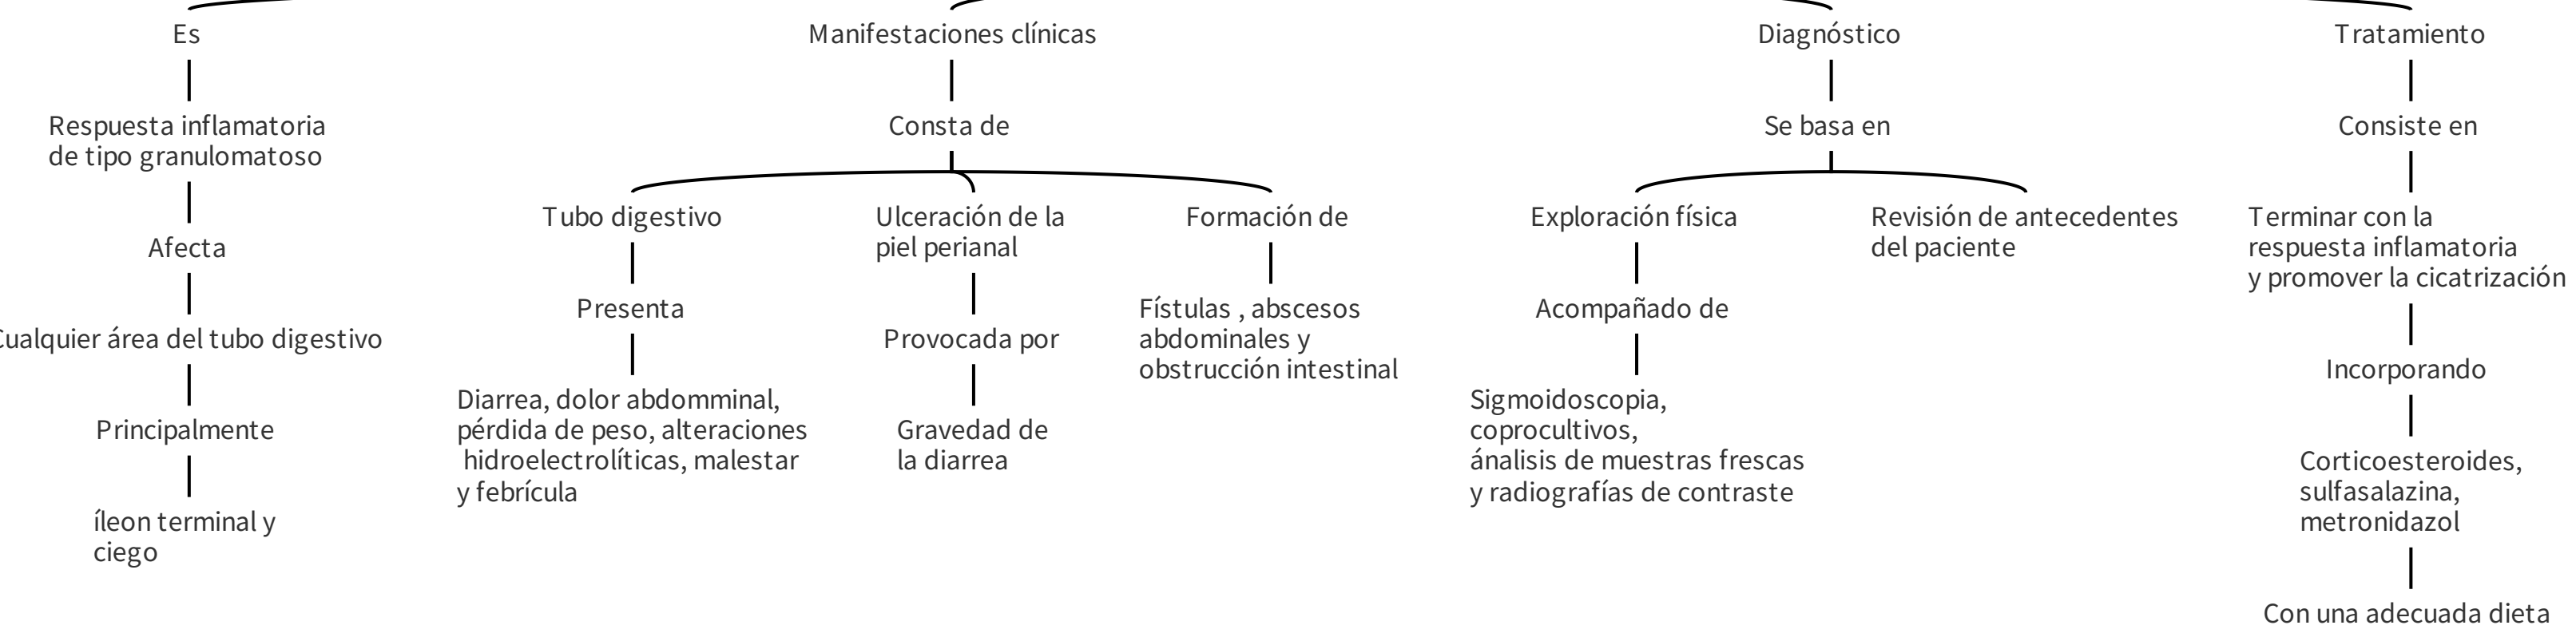 Es
Respuesta inflamatoria
de tipo granulomatoso
Afecta
Cualquier área del tubo digestivo
Principalmente
íleon terminal y
ciego
Manifestaciones clínicas
Consta de
Tubo digestivo
Presenta
Diarrea, dolor abdomminal,
pérdida de peso, alteraciones
hidroelectrolíticas, malestar
y febrícula
Ulceración de la
piel perianal
Provocada por
Gravedad de
la diarrea
Formación de
Fístulas , abscesos
abdominales y
obstrucción intestinal
Diagnóstico
Se basa en
Exploración física
Acompañado de
Sigmoidoscopia,
coprocultivos,
ánalisis de muestras frescas
y radiografías de contraste
Revisión de antecedentes
del paciente
Tratamiento
Consiste en
Terminar con la
respuesta inflamatoria
y promover la cicatrización
Incorporando
Corticoesteroides,
sulfasalazina,
metronidazol
Con una adecuada dieta